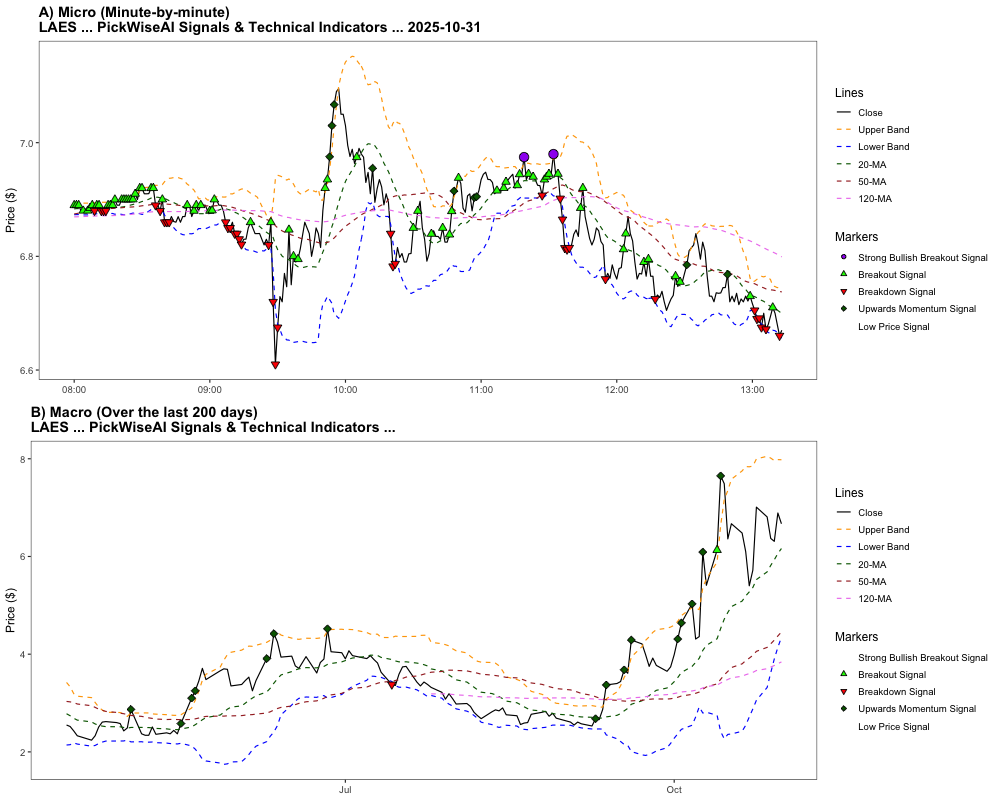 A) Micro (Minute-by-minute)
LAES ... PickWiseAI Signals & Technical Indicators ... 2025-10-31
Price ($)
7.0
6.8
6.6
08:00
09:00
10:00
11:00
12:00
13:00
Lines
Close
Upper Band
Lower Band
20-MA
50-MA
120-MA
Markers
Strong Bullish Breakout Signal
Breakout Signal
Breakdown Signal
Upwards Momentum Signal
Low Price Signal
B) Macro (Over the last 200 days)
LAES ... PickWiseAI Signals & Technical Indicators ...
Price ($)
8
6
4
2
Jul
Oct
Lines
Close
Upper Band
Lower Band
20-MA
50-MA
120-MA
Markers
Strong Bullish Breakout Signal
Breakout Signal
Breakdown Signal
Upwards Momentum Signal
Low Price Signal